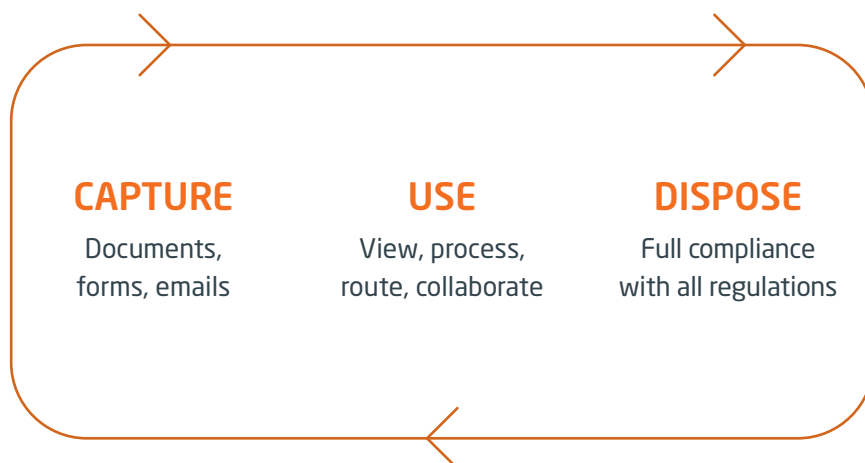 CAPTURE
Documents,
forms, emails
USE
View, process,
route, collaborate
DISPOSE
Full compliance
with all regulations